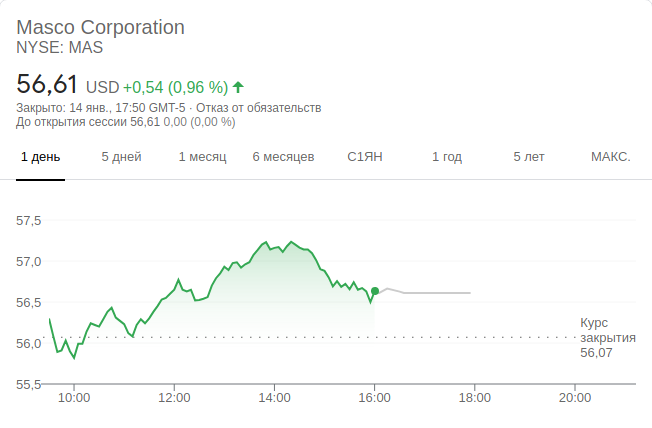 Masco Corporation
NYSE: MAS
56,61 USD +0,54 (0,96 %)
Закрыто: 14 янв., 17:50 GMT-5 · Отказ от обязательств
До открытия сессии 56,61 0,00 (0,00 %)
1 день 5 дней 1 месяц 6 месяцев С1ЯН 1 год 5 лет МАКС.
57,5
57,0
56,5
56,0
55,5
Курс
закрытия
56,07
10:00 12:00 14:00 16:00 18:00 20:00